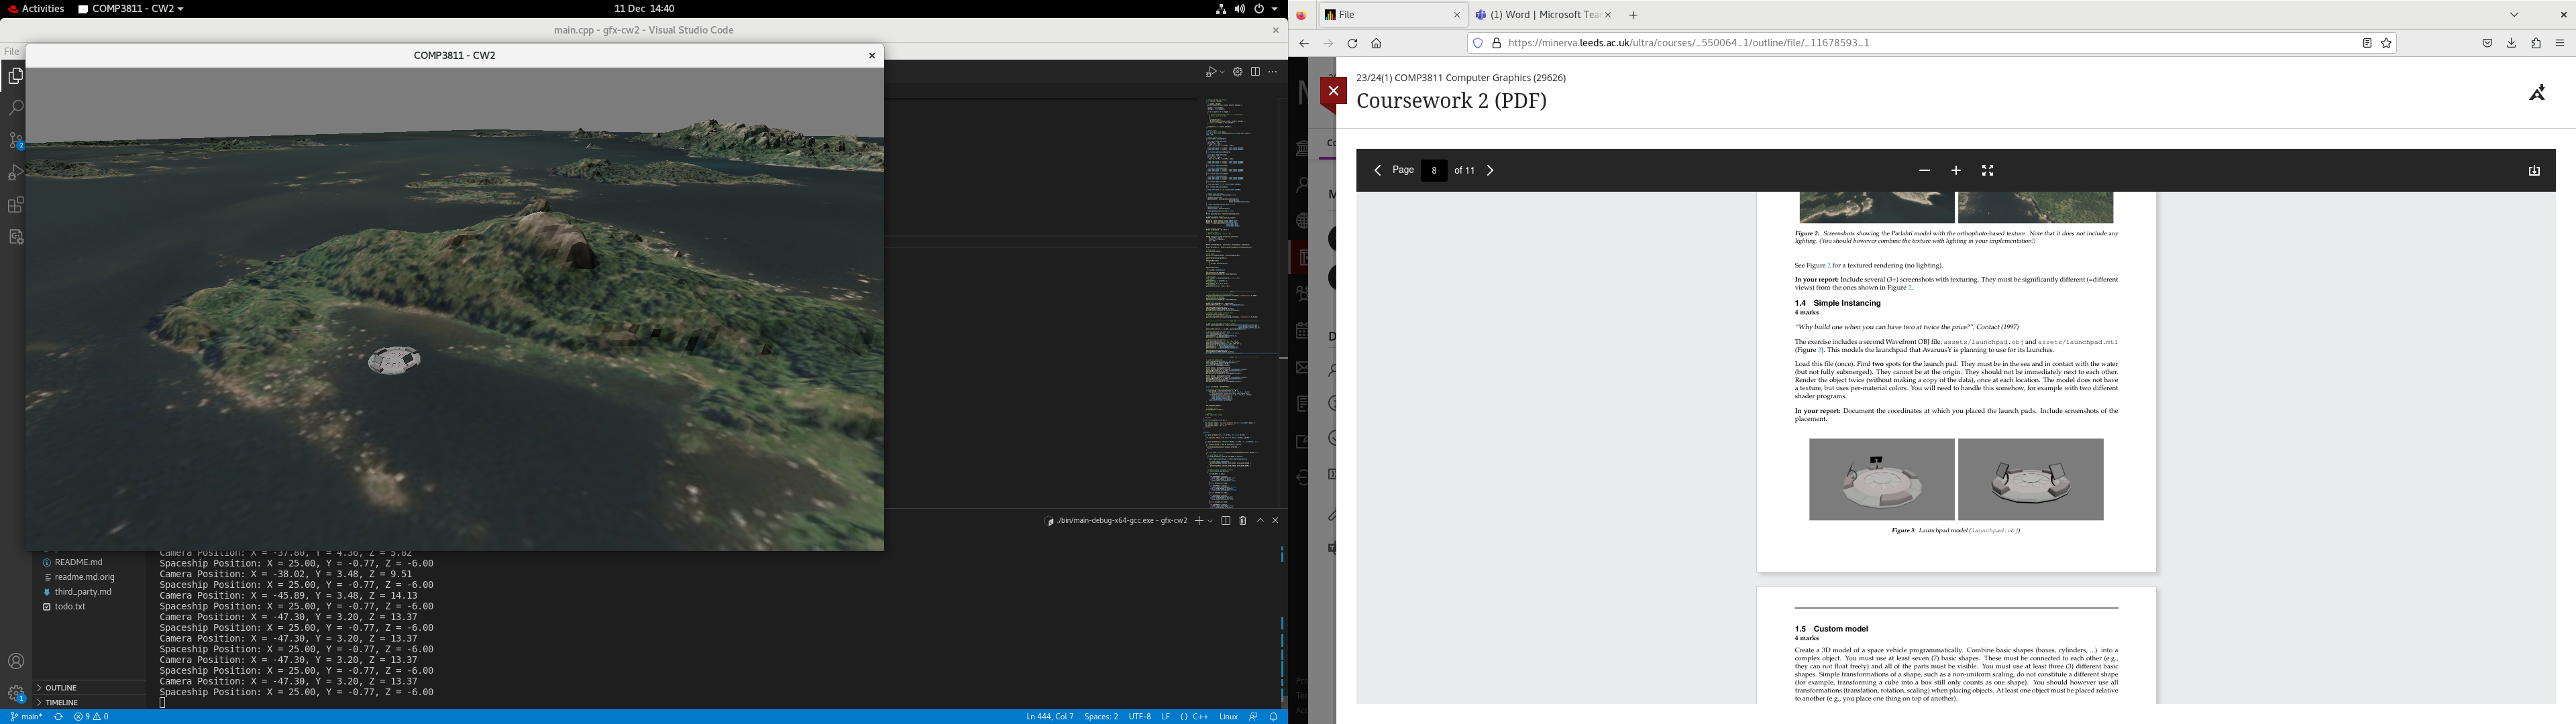 Activities
COMP3811 - CW2
11 Dec 14:40
main.cpp - gfx-cw2 - Visual Studio Code
File
COMP3811 - CW2
2
./bin/main-debug-x64-gcc.exe - gfx-cw2
Camera Position: X = -37.80, Y = 4.36, Z = 5.82
Spaceship Position: X = 25.00, Y = -0.77, Z = -6.00
Camera Position: X = -38.02, Y = 3.48, Z = 9.51
Spaceship Position: X = 25.00, Y = -0.77, Z = -6.00
Camera Position: X = -45.89, Y = 3.48, Z = 14.13
Spaceship Position: X = 25.00, Y = -0.77, Z = -6.00
Camera Position: X = -47.30, Y = 3.20, Z = 13.37
Spaceship Position: X = 25.00, Y = -0.77, Z = -6.00
Camera Position: X = -47.30, Y = 3.20, Z = 13.37
Spaceship Position: X = 25.00, Y = -0.77, Z = -6.00
Camera Position: X = -47.30, Y = 3.20, Z = 13.37
Spaceship Position: X = 25.00, Y = -0.77, Z = -6.00
Camera Position: X = -47.30, Y = 3.20, Z = 13.37
Spaceship Position: X = 25.00, Y = -0.77, Z = -6.00
README.md
readme.md.orig
third_party.md
todo.txt
OUTLINE
TIMELINE
1
main*
9 0
Ln 444, Col 7
Spaces: 2
UTF-8
LF
{ } C++
Linux
File
(1) Word | Microsoft Tea
https://minerva.leeds.ac.uk/ultra/courses/_550064_1/outline/file/_11678593_1
23/24(1) COMP3811 Computer Graphics (29626)
Coursework 2 (PDF)
Page 8 of 11
Figure 2: Screenshots showing the Parlahti model with the orthophoto-based texture. Note that it does not include any
lighting. (You should however combine the texture with lighting in your implementation!)
See Figure 2 for a textured rendering (no lighting).
In your report: Include several (3+) screenshots with texturing. They must be significantly different (=different
views) from the ones shown in Figure 2.
1.4 Simple Instancing
4 marks
"Why build one when you can have two at twice the price?", Contact (1997)
The exercise includes a second Wavefront OBJ file, assets/launchpad.obj and assets/launchpad.mtl
(Figure 3). This models the launchpad that AvaruusY is planning to use for its launches.
Load this file (once). Find two spots for the launch pad. They must be in the sea and in contact with the water
(but not fully submerged). They cannot be at the origin. They should not be immediately next to each other.
Render the object twice (without making a copy of the data), once at each location. The model does not have
a texture, but uses per-material colors. You will need to handle this somehow, for example with two different
shader programs.
In your report: Document the coordinates at which you placed the launch pads. Include screenshots of the
placement.
Figure 3: Launchpad model (launchpad.obj).
1.5 Custom model
4 marks
Create a 3D model of a space vehicle programmatically. Combine basic shapes (boxes, cylinders, ...) into a
complex object. You must use at least seven (7) basic shapes. These must be connected to each other (e.g.,
they can not float freely) and all of the parts must be visible. You must use at least three (3) different basic
shapes. Simple transformations of a shape, such as a non-uniform scaling, do not constitute a different shape
(for example, transforming a cube into a box still only counts as one shape). You should however use all
transformations (translation, rotation, scaling) when placing objects. At least one object must be placed relative
to another (e.g., you place one thing on top of another).